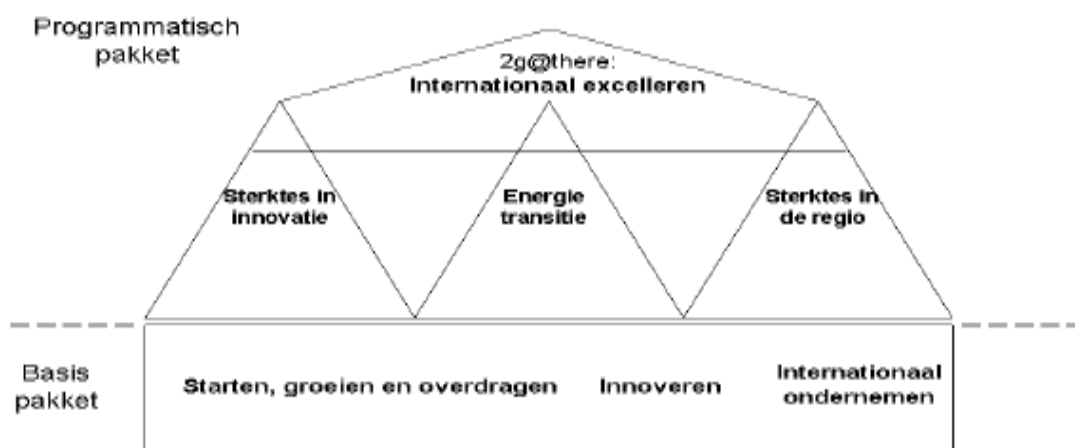 Programmatisch
pakket
2g@there:
Internationaal excelleren
Sterktes in
innovatie
Energie
transitie
Sterktes in
de regio
Basis
pakket
Starten, groeien en overdragen
Innoveren
Internationaal
ondernemen